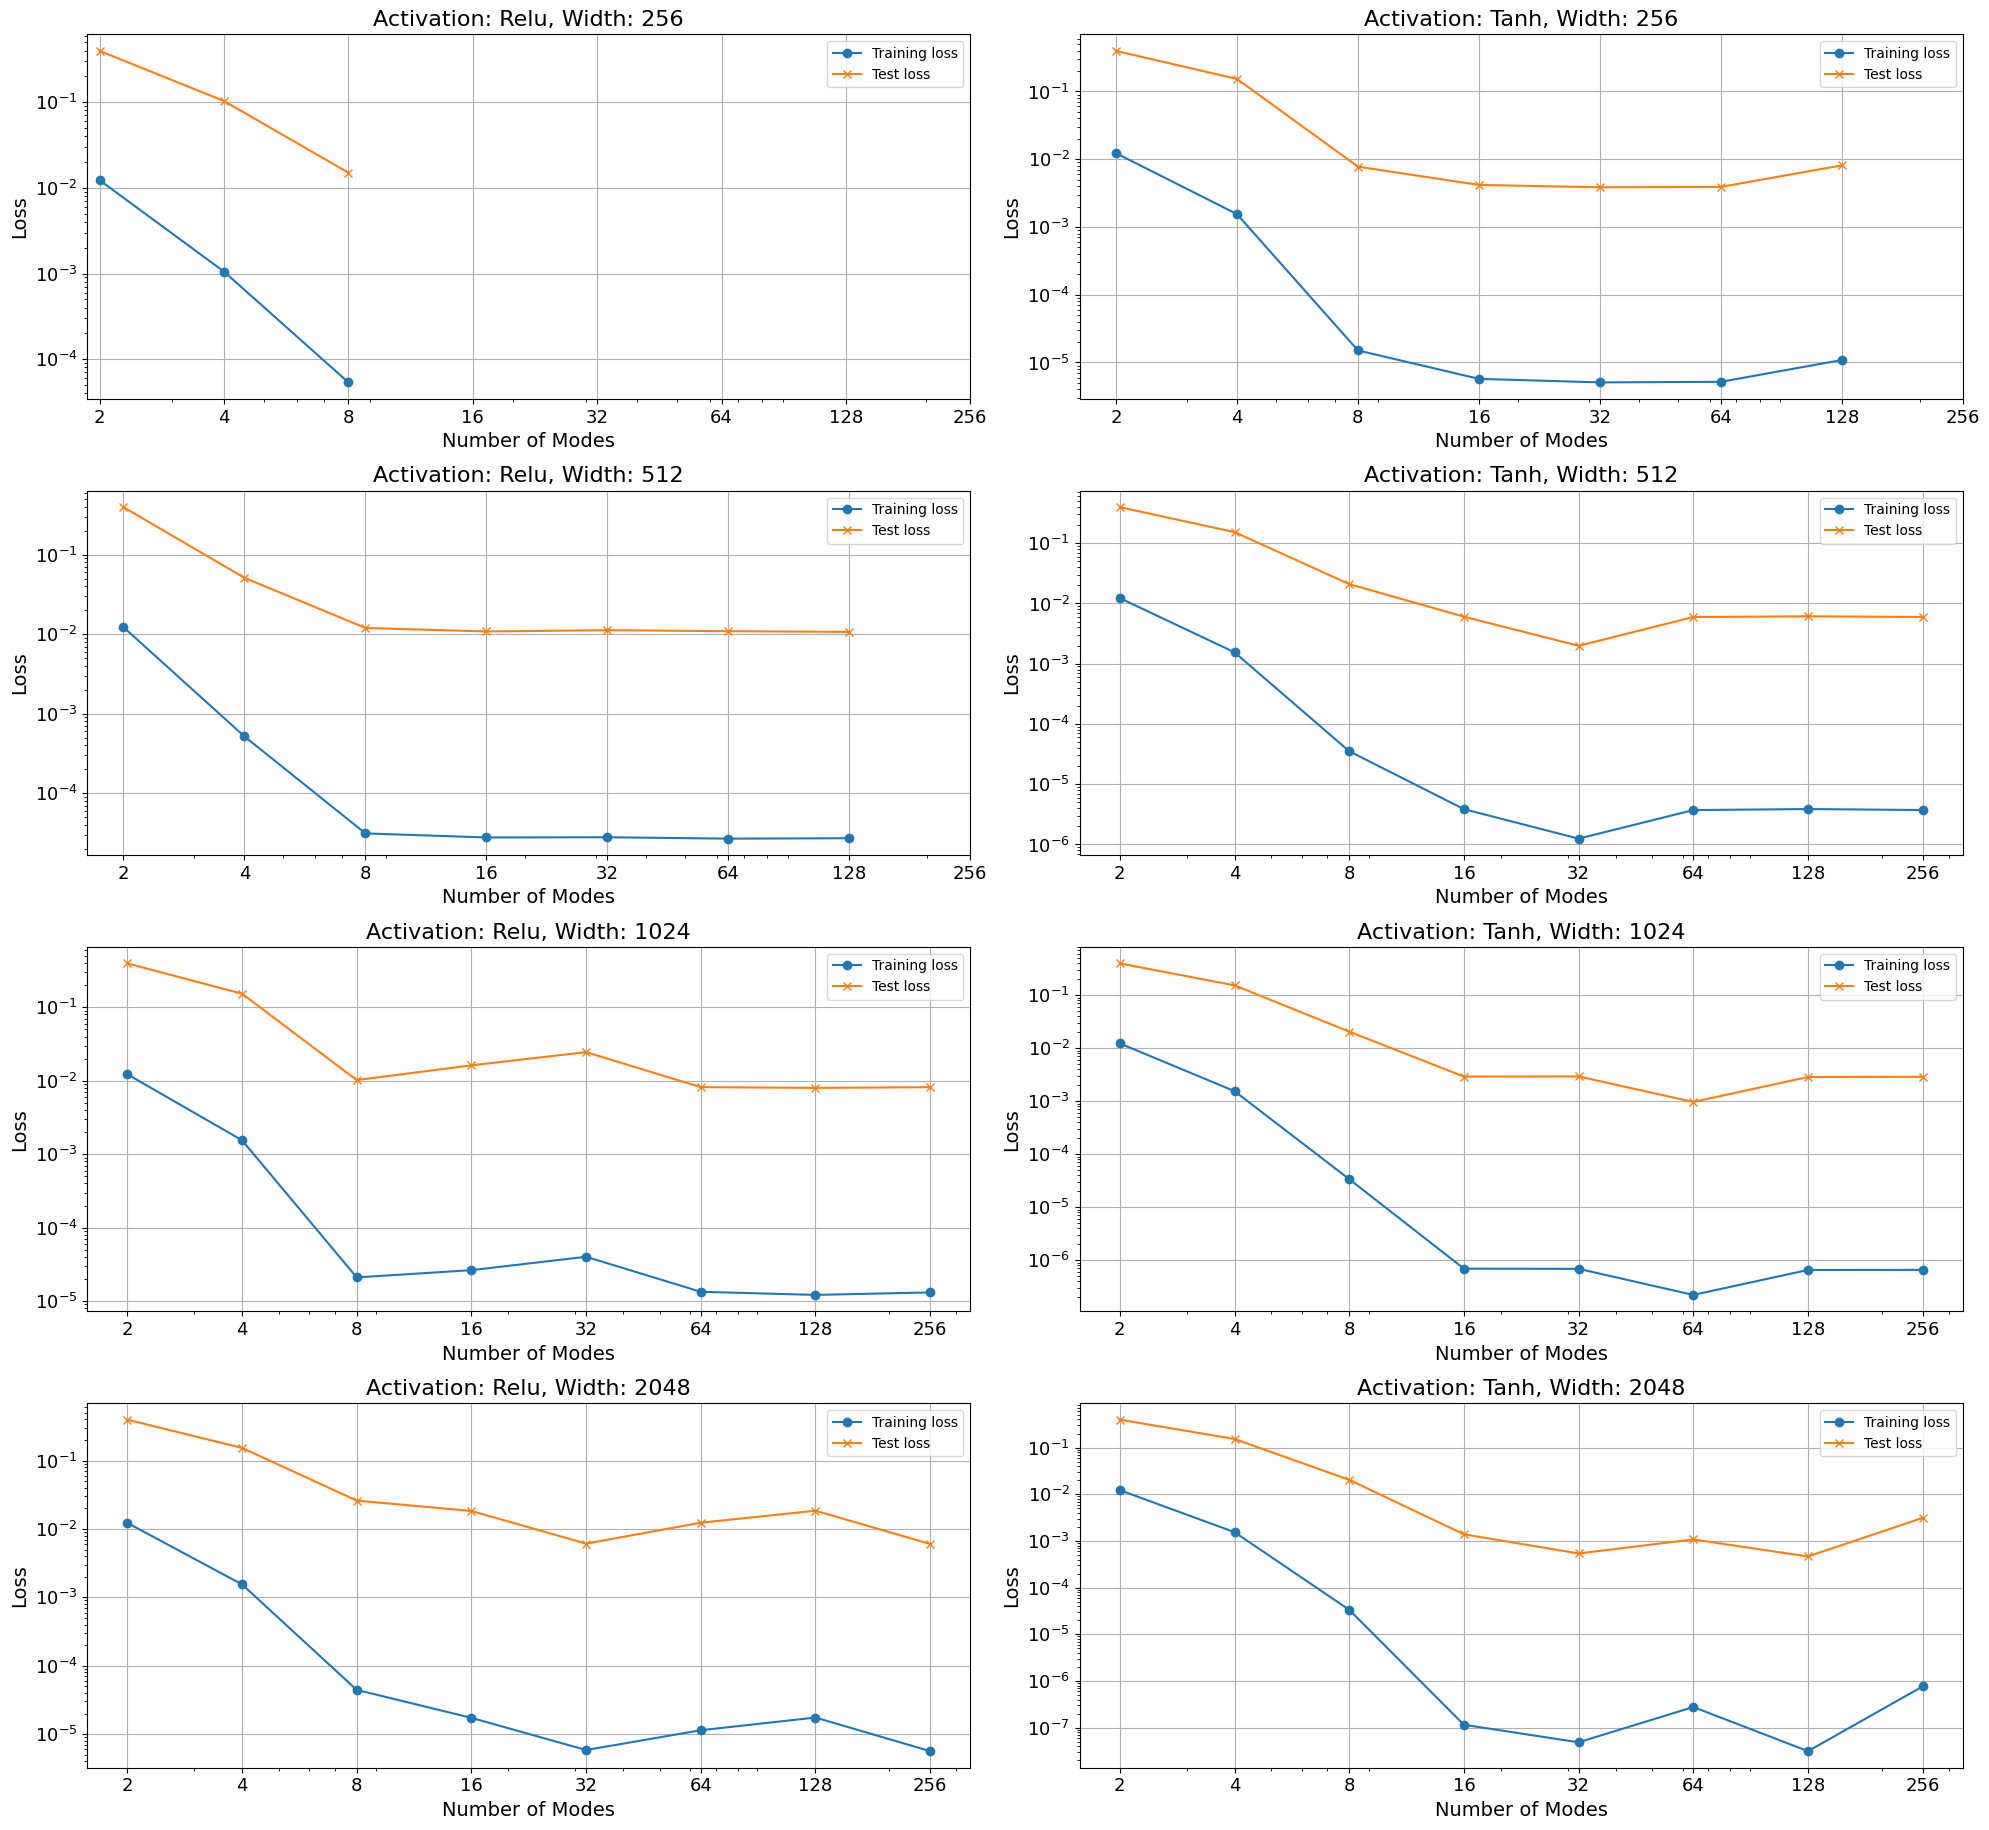 Activation: Relu, Width: 256
Training loss
Test loss
10⁻¹
10⁻²
10⁻³
10⁻⁴
Loss
2 4 8 16 32 64 128 256
Number of Modes
Activation: Tanh, Width: 256
Training loss
Test loss
10⁻¹
10⁻²
10⁻³
10⁻⁴
10⁻⁵
Loss
2 4 8 16 32 64 128 256
Number of Modes
Activation: Relu, Width: 512
Training loss
Test loss
10⁻¹
10⁻²
10⁻³
10⁻⁴
Loss
2 4 8 16 32 64 128 256
Number of Modes
Activation: Tanh, Width: 512
Training loss
Test loss
10⁻¹
10⁻²
10⁻³
10⁻⁴
10⁻⁵
10⁻⁶
Loss
2 4 8 16 32 64 128 256
Number of Modes
Activation: Relu, Width: 1024
Training loss
Test loss
10⁻¹
10⁻²
10⁻³
10⁻⁴
10⁻⁵
Loss
2 4 8 16 32 64 128 256
Number of Modes
Activation: Tanh, Width: 1024
Training loss
Test loss
10⁻¹
10⁻²
10⁻³
10⁻⁴
10⁻⁵
10⁻⁶
Loss
2 4 8 16 32 64 128 256
Number of Modes
Activation: Relu, Width: 2048
Training loss
Test loss
10⁻¹
10⁻²
10⁻³
10⁻⁴
10⁻⁵
Loss
2 4 8 16 32 64 128 256
Number of Modes
Activation: Tanh, Width: 2048
Training loss
Test loss
10⁻¹
10⁻²
10⁻³
10⁻⁴
10⁻⁵
10⁻⁶
10⁻⁷
Loss
2 4 8 16 32 64 128 256
Number of Modes